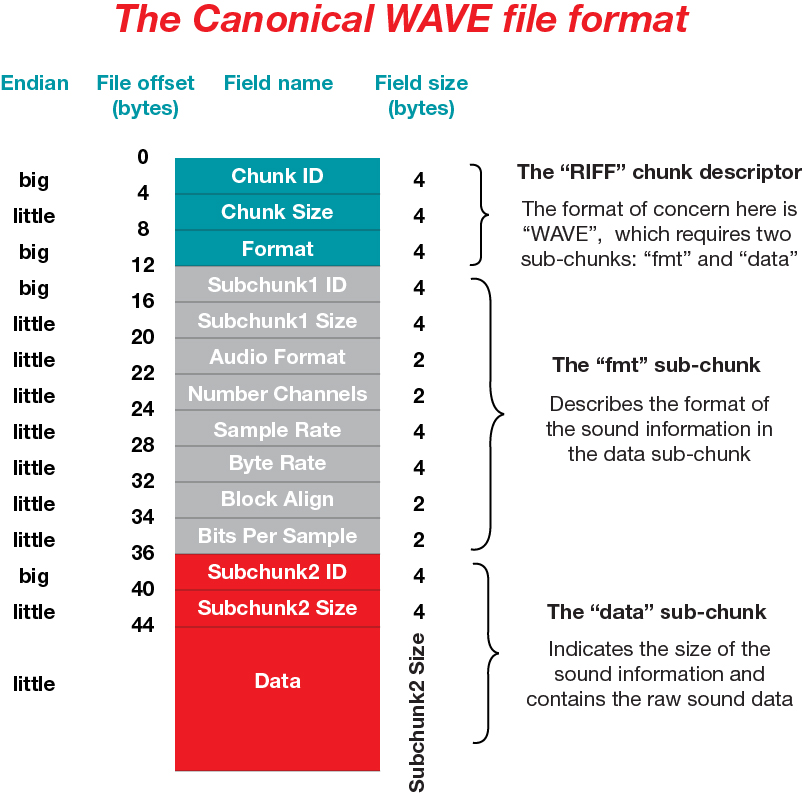 The Canonical WAVE file format
Endian File offset Field name Field size
(bytes) (bytes)
0
big Chunk ID 4
4
little Chunk Size 4
8
big Format 4
12
big Subchunk1 ID 4
16
little Subchunk1 Size 4
20
little Audio Format 2
22
little Number Channels 2
24
little Sample Rate 4
28
little Byte Rate 4
32
little Block Align 2
34
little Bits Per Sample 2
36
big Subchunk2 ID 4
40
little Subchunk2 Size 4
44
little Data Subchunk2 Size
The “RIFF” chunk descriptor
The format of concern here is
“WAVE”, which requires two
sub-chunks: “fmt” and “data”
The “fmt” sub-chunk
Describes the format of
the sound information in
the data sub-chunk
The “data” sub-chunk
Indicates the size of the
sound information and
contains the raw sound data